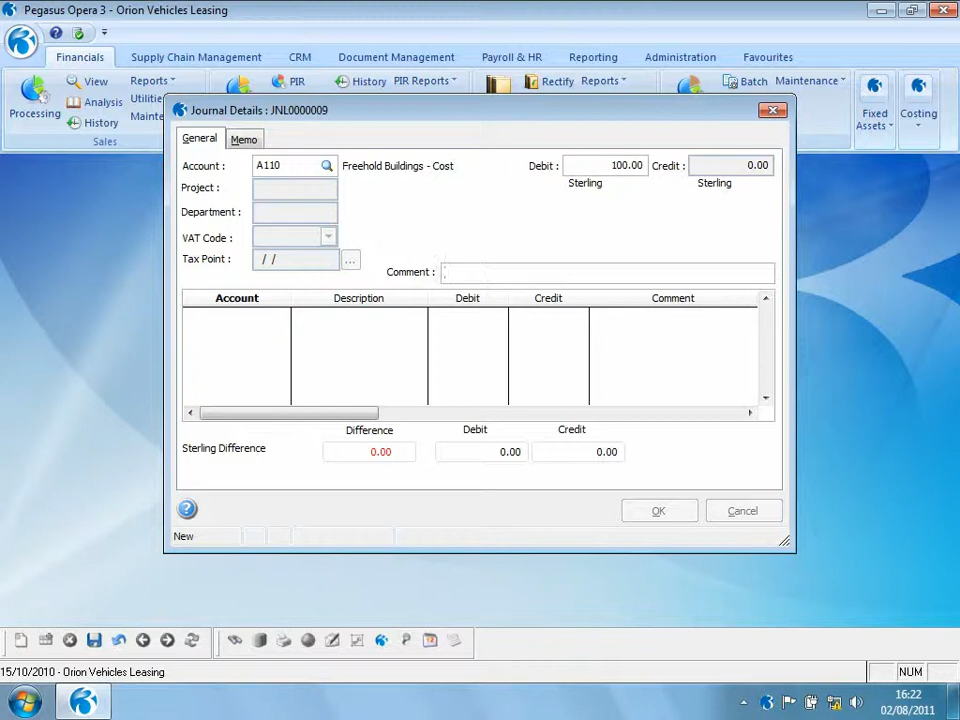 Pegasus Opera 3 - Orion Vehicles Leasing
Financials
Supply Chain Management
CRM
Document Management
Payroll & HR
Reporting
Administration
Favourites
Processing
View
Analysis
History
Reports
Utilitie
Mainte
Sales
PIR
History
PIR Reports
Rectify
Reports
Batch
Maintenance
Fixed
Assets
Costing
Journal Details : JNL0000009
General
Memo
Account :
A110
Freehold Buildings - Cost
Debit :
100.00
Credit :
0.00
Sterling
Sterling
Project :
Department :
VAT Code :
Tax Point :
/ /
...
Comment :
Account
Description
Debit
Credit
Comment
Difference
Debit
Credit
Sterling Difference
0.00
0.00
0.00
OK
Cancel
New
15/10/2010 - Orion Vehicles Leasing
NUM
16:22
02/08/2011